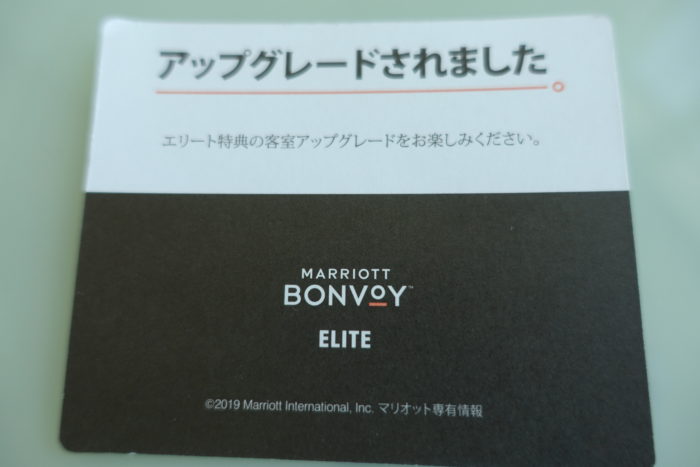 アップグレードされました。
エリート特典の客室アップグレードをお楽しみください。
MARRIOTT
BONVOY™
ELITE
©2019 Marriott International, Inc. マリオット専有情報